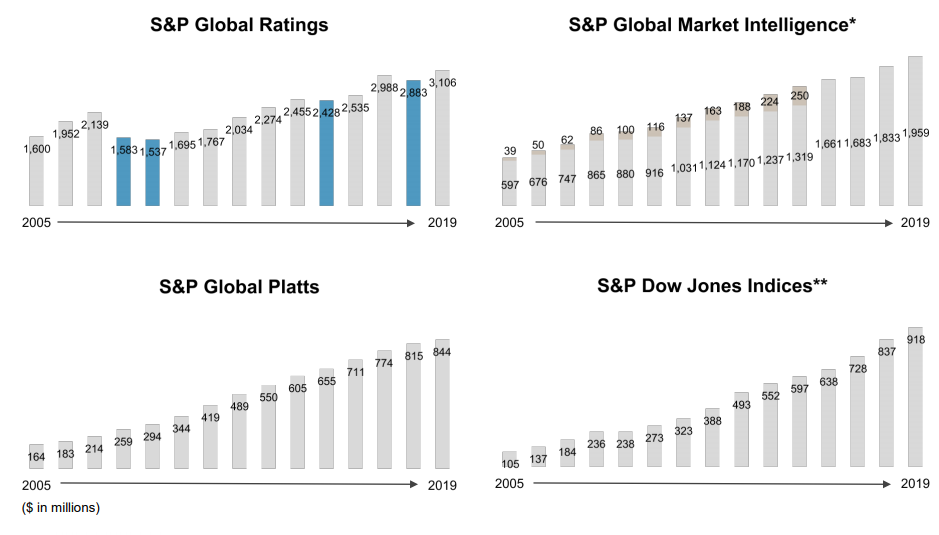 S&P Global Ratings
1,600 1,952 2,139 1,583 1,537 1,695 1,767 2,034 2,274 2,455 2,428 2,535 2,988 2,883 3,106
2005 2019
S&P Global Market Intelligence*
39 50 62 86 100 116 137 163 188 224 250
597 676 747 865 880 916 1,031 1,124 1,170 1,237 1,319 1,661 1,683 1,833 1,959
2005 2019
S&P Global Platts
164 183 214 259 294 344 419 489 550 605 655 711 774 815 844
2005 2019
($ in millions)
S&P Dow Jones Indices**
105 137 184 236 238 273 323 388 493 552 597 638 728 837 918
2005 2019